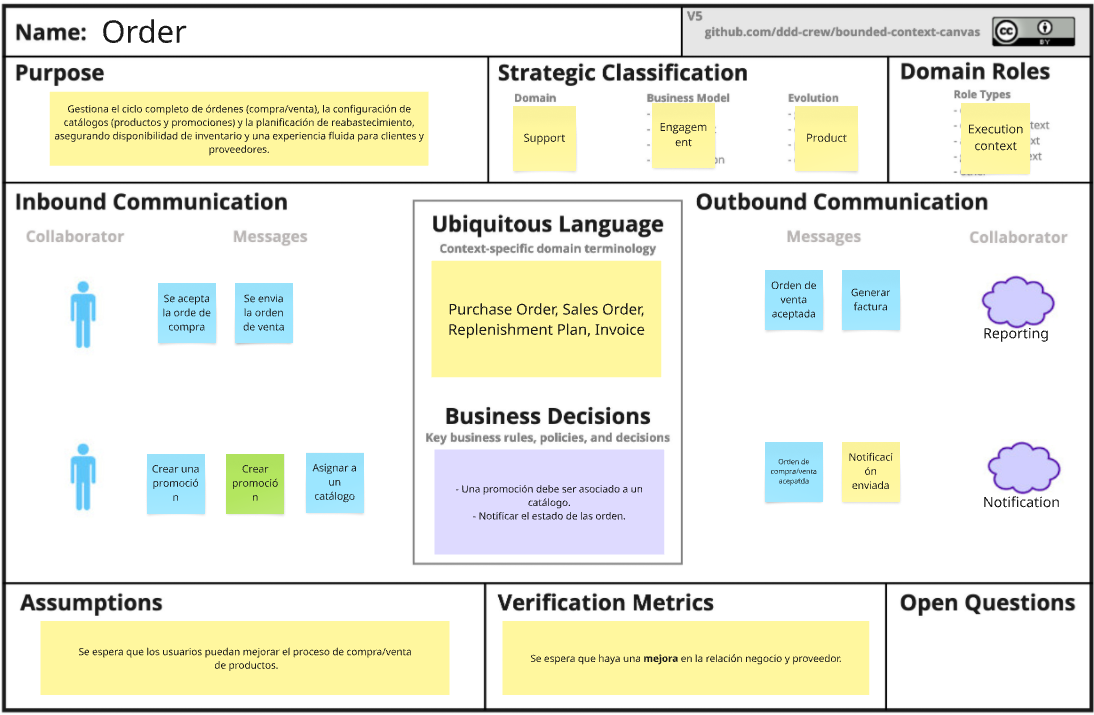 Name: Order
V5
github.com/ddd-crew/bounded-context-canvas
cc
BY
Purpose
Gestiona el ciclo completo de órdenes (compra/venta), la configuración de
catálogos (productos y promociones) y la planificación de reabastecimiento,
asegurando disponibilidad de inventario y una experiencia fluida para clientes y
proveedores.
Strategic Classification
Domain
Support
Business Model
Engagem
ent
Evolution
Product
Domain Roles
Role Types
Execution
context
Inbound Communication
Collaborator
Messages
Se acepta
la orde de
compra
Se envia
la orden
de venta
Crear una
promoció
n
Crear
promoció
n
Asignar a
un
catálogo
Ubiquitous Language
Context-specific domain terminology
Purchase Order, Sales Order,
Replenishment Plan, Invoice
Business Decisions
Key business rules, policies, and decisions
- Una promoción debe ser asociado a un
catálogo.
- Notificar el estado de las orden.
Outbound Communication
Messages
Collaborator
Orden de
venta
aceptada
Generar
factura
Reporting
Orden de
compra/venta
Notificaci
ón
enviada
Notification
Assumptions
Se espera que los usuarios puedan mejorar el proceso de compra/venta
de productos.
Verification Metrics
Se espera que haya una mejora en la relación negocio y proveedor.
Open Questions